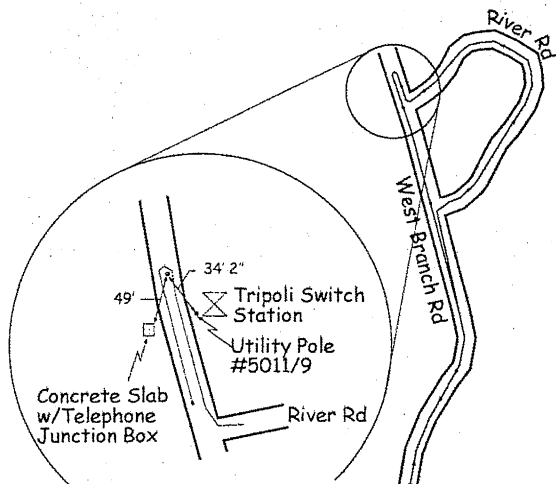 River Rd
West Branch Rd
34' 2"
49'
Tripoli Switch
Station
Utility Pole
#5011/9
Concrete Slab
w/Telephone
Junction Box
River Rd